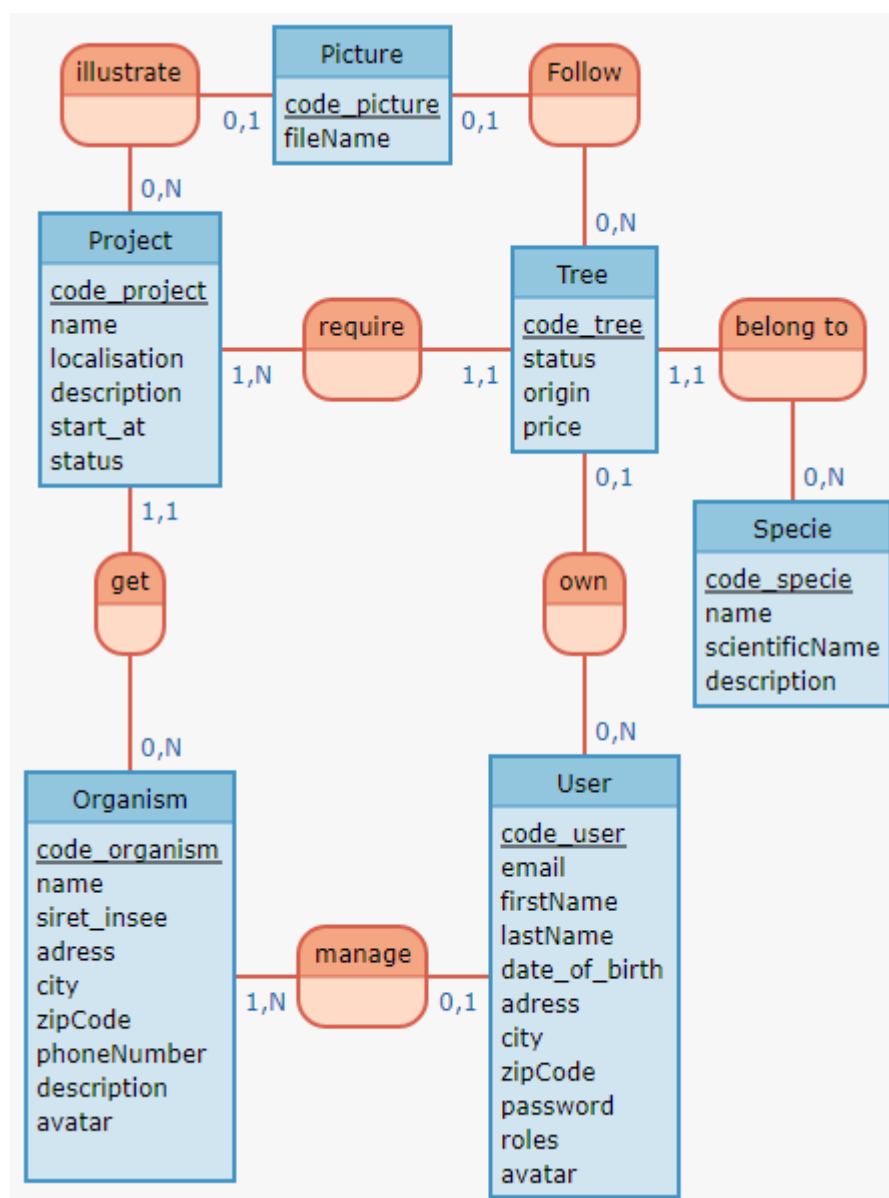 illustrate
Picture
Follow
code_picture
fileName
0,1
0,1
0,N
0,N
Project
code_project
name
localisation
description
start_at
status
require
1,N
1,1
Tree
code_tree
status
origin
price
belong to
1,1
1,1
0,1
0,N
get
own
Specie
code_specie
name
scientificName
description
0,N
0,N
Organism
code_organism
name
siret_insee
adress
city
zipCode
phoneNumber
description
avatar
manage
1,N
0,1
User
code_user
email
firstName
lastName
date_of_birth
adress
city
zipCode
password
roles
avatar